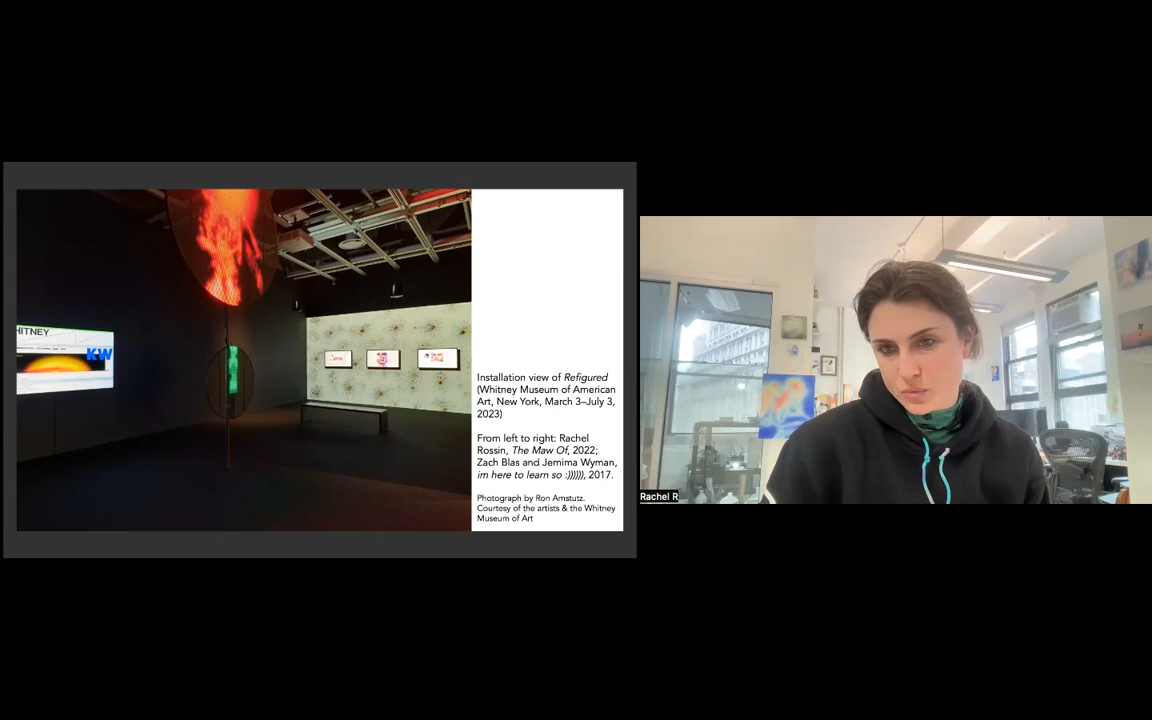 HITNEY
KW
Installation view of Refigured
(Whitney Museum of American
Art, New York, March 3–July 3,
2023)
From left to right: Rachel
Rossin, The Maw Of, 2022;
Zach Blas and Jemima Wyman,
im here to learn so :)))))), 2017.
Photograph by Ron Amstutz.
Courtesy of the artists & the Whitney
Museum of Art
Rachel R